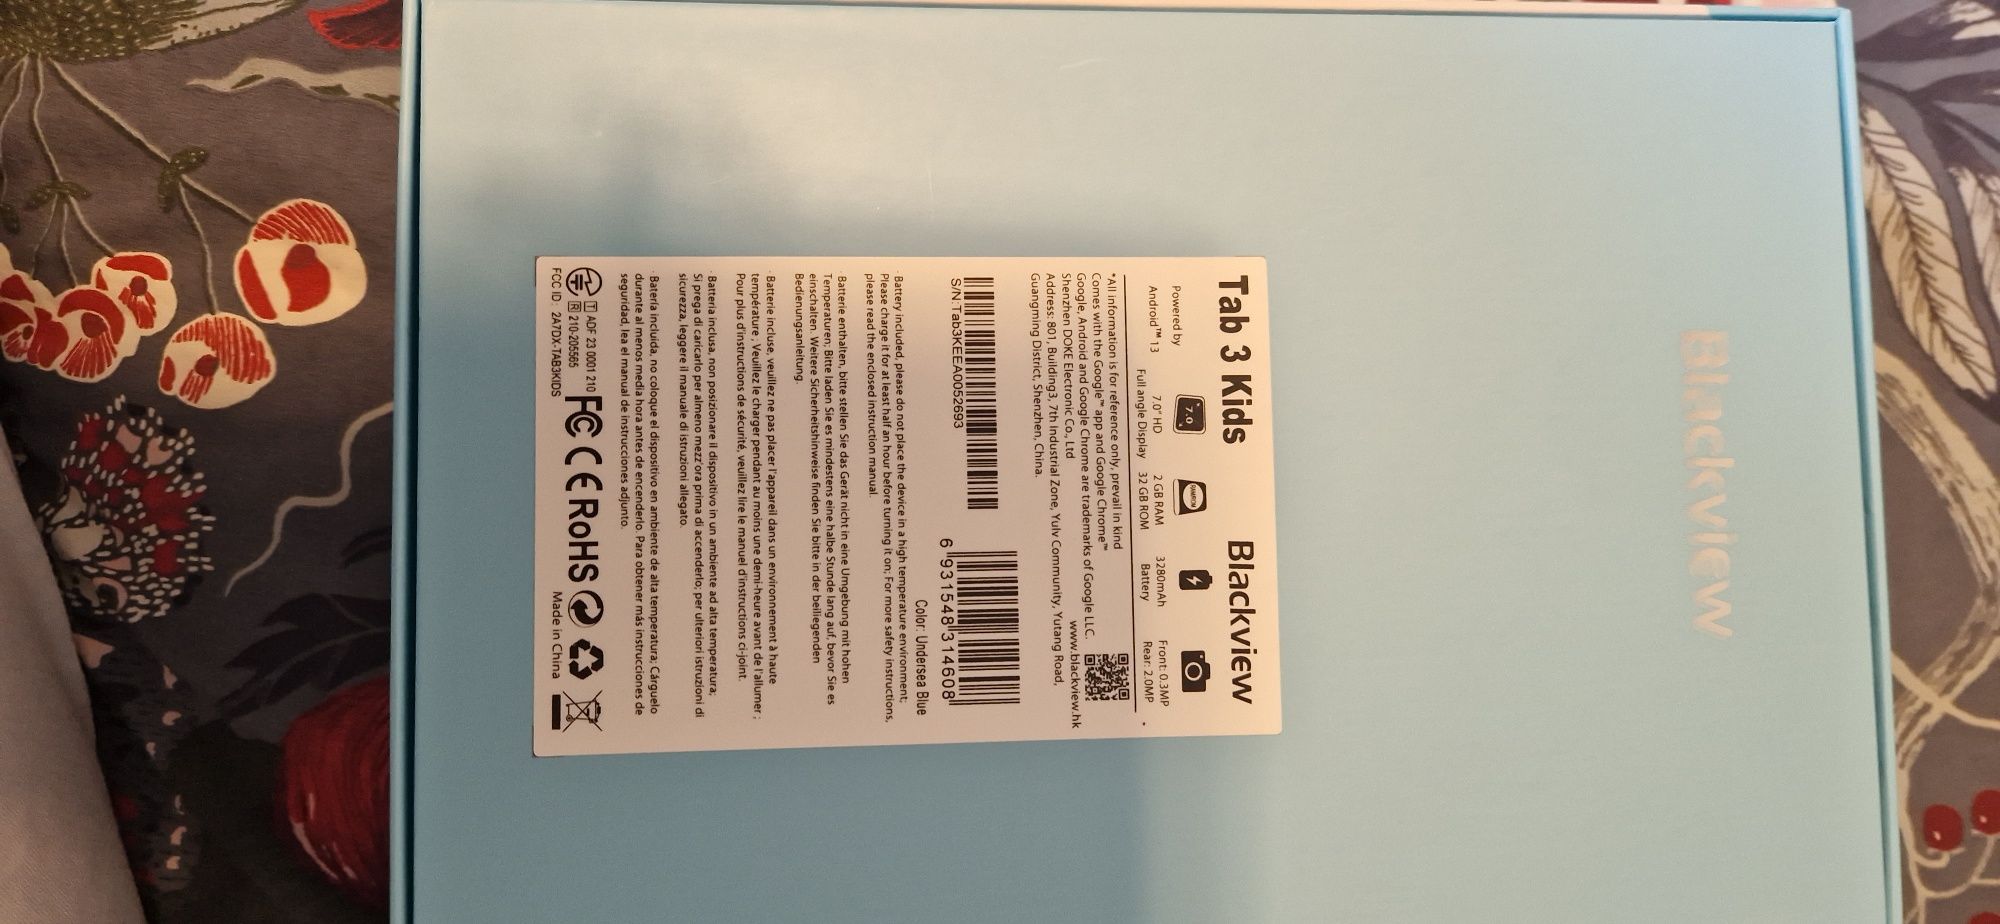 Blackview
Tab 3 Kids
Blackview
7.0
RAM/ROM
Powered by
Android™ 13
7.0" HD
Full angle Display
2 GB RAM
32 GB ROM
3280mAh
Battery
Front: 0.3MP
Rear: 2.0MP
*All information is for reference only, prevail in kind
Comes with the Google™ app and Google Chrome™
Google, Android and Google Chrome are trademarks of Google LLC.
Shenzhen DOKE Electronic Co., Ltd
www.blackview.hk
Address: 801, Building3, 7th Industrial Zone, Yulv Community, Yutang Road,
Guangming District, Shenzhen, China.
S/N:Tab3KEEA0052693
6 931548 314608
Color: Undersea Blue
· Battery included, please do not place the device in a high temperature environment;
Please charge it for at least half an hour before turning it on; For more safety instructions,
please read the enclosed instruction manual.
· Batterie enthalten, bitte stellen Sie das Gerät nicht in eine Umgebung mit hohen
Temperaturen; Bitte laden Sie es mindestens eine halbe Stunde lang auf, bevor Sie es
einschalten. Weitere Sicherheitshinweise finden Sie bitte in der beiliegenden
Bedienungsanleitung.
· Batterie incluse, veuillez ne pas placer l'appareil dans un environnement à haute
température ; Veuillez le charger pendant au moins une demi-heure avant de l'allumer ;
Pour plus d'instructions de sécurité, veuillez lire le manuel d'instructions ci-joint.
· Batteria inclusa, non posizionare il dispositivo in un ambiente ad alta temperatura;
Si prega di caricarlo per almeno mezz'ora prima di accenderlo; per ulteriori istruzioni di
sicurezza, leggere il manuale di istruzioni allegato.
· Batería incluida, no coloque el dispositivo en ambiente de alta temperatura; Cárguelo
durante al menos media hora antes de encenderlo. Para obtener más instrucciones de
seguridad, lea el manual de instrucciones adjunto.
T ADF 23 0001 210
R 210-205565
FCC ID : 2A7DX-TAB3KIDS
FC CE RoHS
Made in China